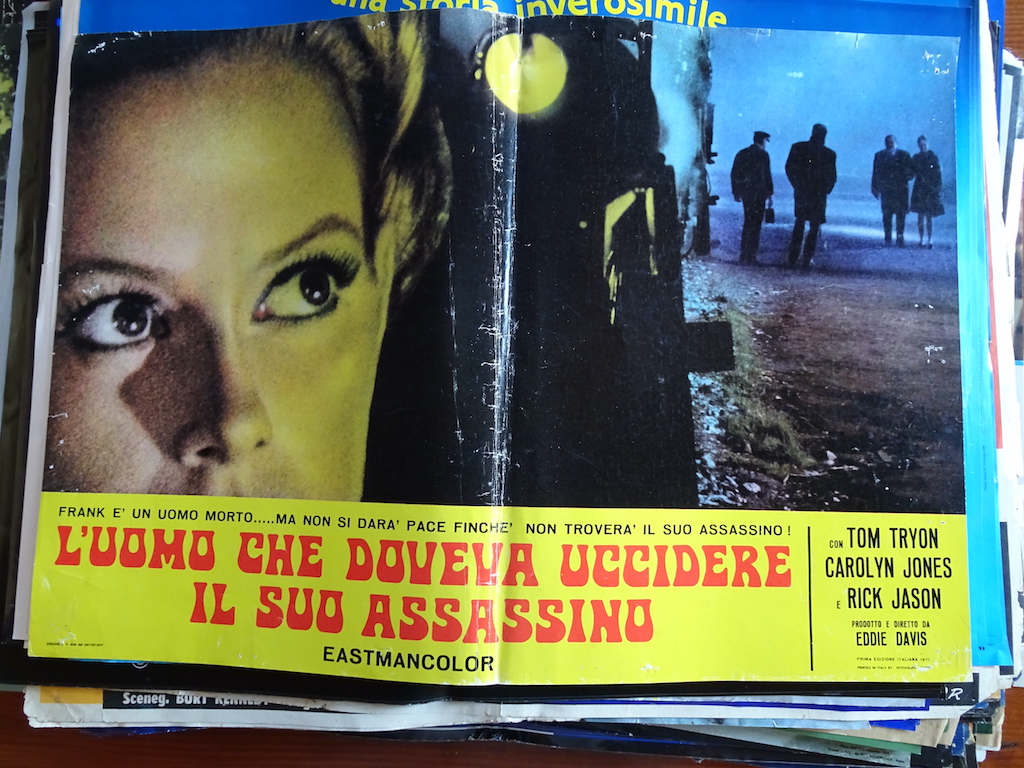 una storia inverosimile
FRANK E' UN UOMO MORTO.....MA NON SI DARA' PACE FINCHE' NON TROVERA' IL SUO ASSASSINO!
L'UOMO CHE DOVEVA UCCIDERE
IL SUO ASSASSINO
EASTMANCOLOR
CON TOM TRYON
CAROLYN JONES
E RICK JASON
PRODOTTO E DIRETTO DA
EDDIE DAVIS
PRIMA EDIZIONE ITALIANA 1971
Sceneg. BURT
R